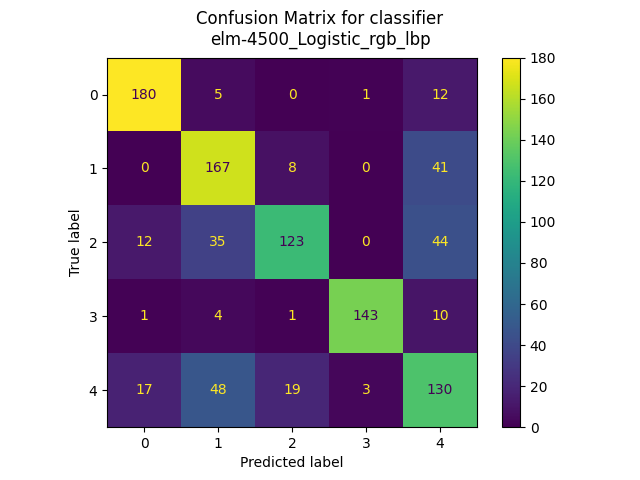 Confusion Matrix for classifier
elm-4500_Logistic_rgb_lbp
True label
0 180 5 0 1 12
1 0 167 8 0 41
2 12 35 123 0 44
3 1 4 1 143 10
4 17 48 19 3 130
0 1 2 3 4
Predicted label
180
160
140
120
100
80
60
40
20
0